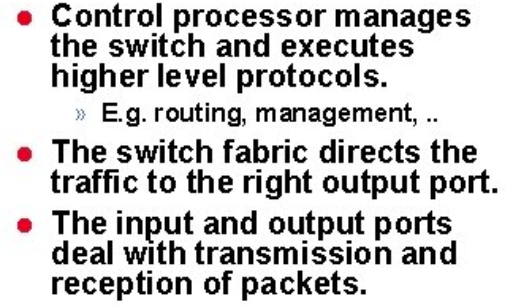 • Control processor manages
the switch and executes
higher level protocols.
» E.g. routing, management, ..
• The switch fabric directs the
traffic to the right output port.
• The input and output ports
deal with transmission and
reception of packets.